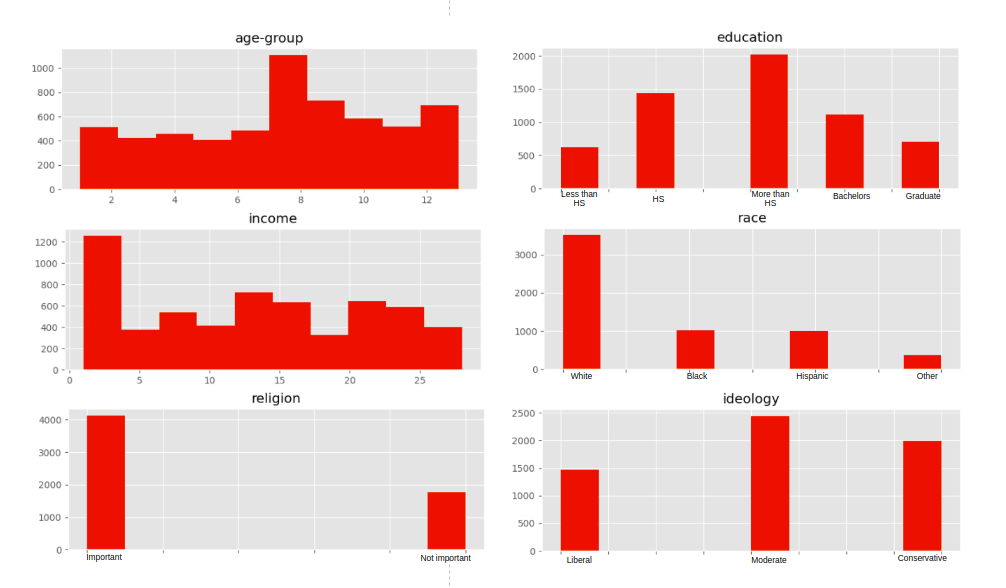 age-group
1000
800
600
400
200
0
2 4 6 8 10 12
education
2000
1500
1000
500
0
Less than HS HS More than HS Bachelors Graduate
income
1200
1000
800
600
400
200
0
0 5 10 15 20 25
race
3000
2000
1000
0
White Black Hispanic Other
religion
4000
3000
2000
1000
0
Important Not important
ideology
2500
2000
1500
1000
500
0
Liberal Moderate Conservative